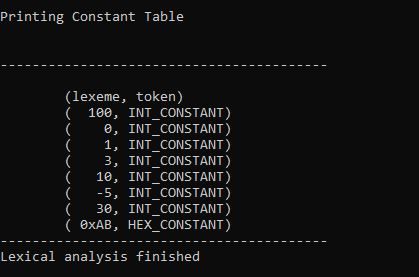 Printing Constant Table
-----------------------------------------
(lexeme, token)
(  100, INT_CONSTANT)
(    0, INT_CONSTANT)
(    1, INT_CONSTANT)
(    3, INT_CONSTANT)
(   10, INT_CONSTANT)
(   -5, INT_CONSTANT)
(   30, INT_CONSTANT)
( 0xAB, HEX_CONSTANT)
-----------------------------------------
Lexical analysis finished